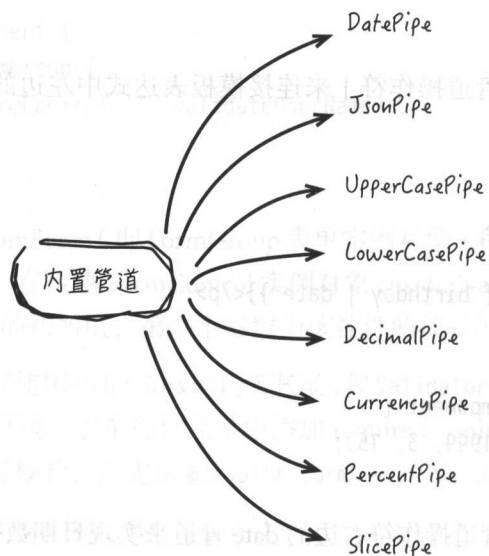 DatePipe
JsonPipe
UpperCasePipe
LowerCasePipe
内置管道
DecimalPipe
CurrencyPipe
PercentPipe
SlicePipe